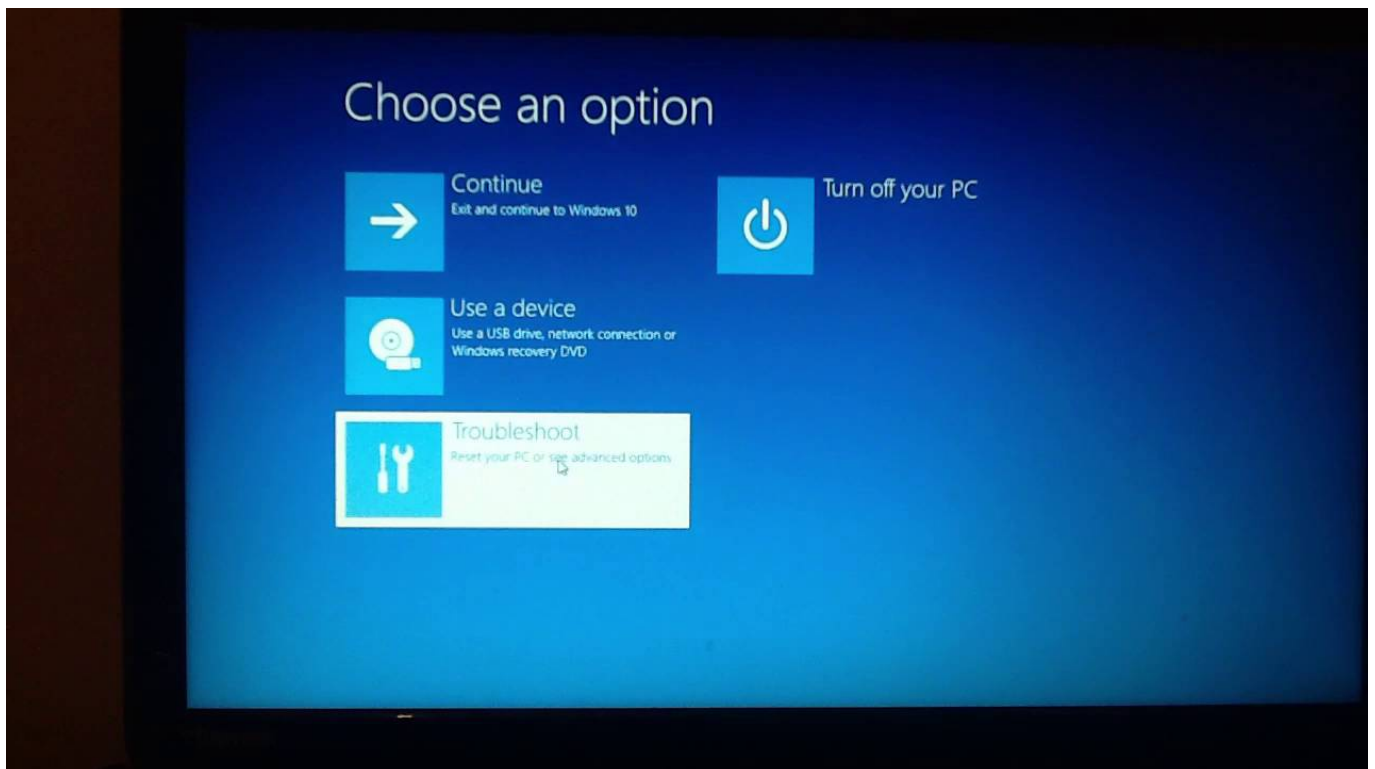 Choose an option
Continue
Exit and continue to Windows 10
Turn off your PC
Use a device
Use a USB drive, network connection or
Windows recovery DVD
Troubleshoot
Reset your PC or see advanced options